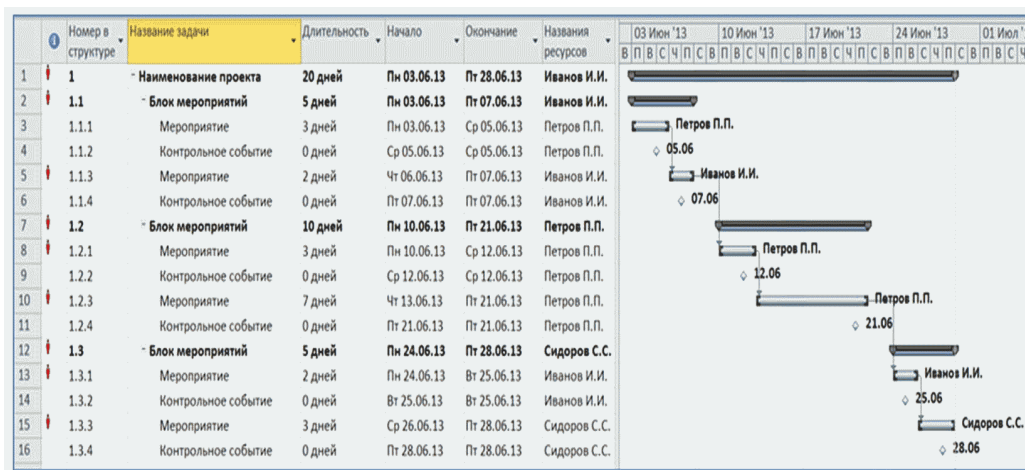 Номер в структуре Название задачи Длительность Начало Окончание Названия ресурсов 03 Июн '13 10 Июн '13 17 Июн '13 24 Июн '13 01 Июл '
В П В С Ч П С В П В С Ч П С В П В С Ч П С В П В С Ч П С В П В С Ч
1 1 Наименование проекта 20 дней Пн 03.06.13 Пт 28.06.13 Иванов И.И.
2 1.1 Блок мероприятий 5 дней Пн 03.06.13 Пт 07.06.13 Иванов И.И.
3 1.1.1 Мероприятие 3 дней Пн 03.06.13 Ср 05.06.13 Петров П.П. Петров П.П.
4 1.1.2 Контрольное событие 0 дней Ср 05.06.13 Ср 05.06.13 Петров П.П. 05.06
5 1.1.3 Мероприятие 2 дней Чт 06.06.13 Пт 07.06.13 Иванов И.И. Иванов И.И.
6 1.1.4 Контрольное событие 0 дней Пт 07.06.13 Пт 07.06.13 Иванов И.И. 07.06
7 1.2 Блок мероприятий 10 дней Пн 10.06.13 Пт 21.06.13 Петров П.П.
8 1.2.1 Мероприятие 3 дней Пн 10.06.13 Ср 12.06.13 Петров П.П. Петров П.П.
9 1.2.2 Контрольное событие 0 дней Ср 12.06.13 Ср 12.06.13 Петров П.П. 12.06
10 1.2.3 Мероприятие 7 дней Чт 13.06.13 Пт 21.06.13 Петров П.П. Петров П.П.
11 1.2.4 Контрольное событие 0 дней Пт 21.06.13 Пт 21.06.13 Петров П.П. 21.06
12 1.3 Блок мероприятий 5 дней Пн 24.06.13 Пт 28.06.13 Сидоров С.С.
13 1.3.1 Мероприятие 2 дней Пн 24.06.13 Вт 25.06.13 Иванов И.И. Иванов И.И.
14 1.3.2 Контрольное событие 0 дней Вт 25.06.13 Вт 25.06.13 Иванов И.И. 25.06
15 1.3.3 Мероприятие 3 дней Ср 26.06.13 Пт 28.06.13 Сидоров С.С. Сидоров С.С.
16 1.3.4 Контрольное событие 0 дней Пт 28.06.13 Пт 28.06.13 Сидоров С.С. 28.06